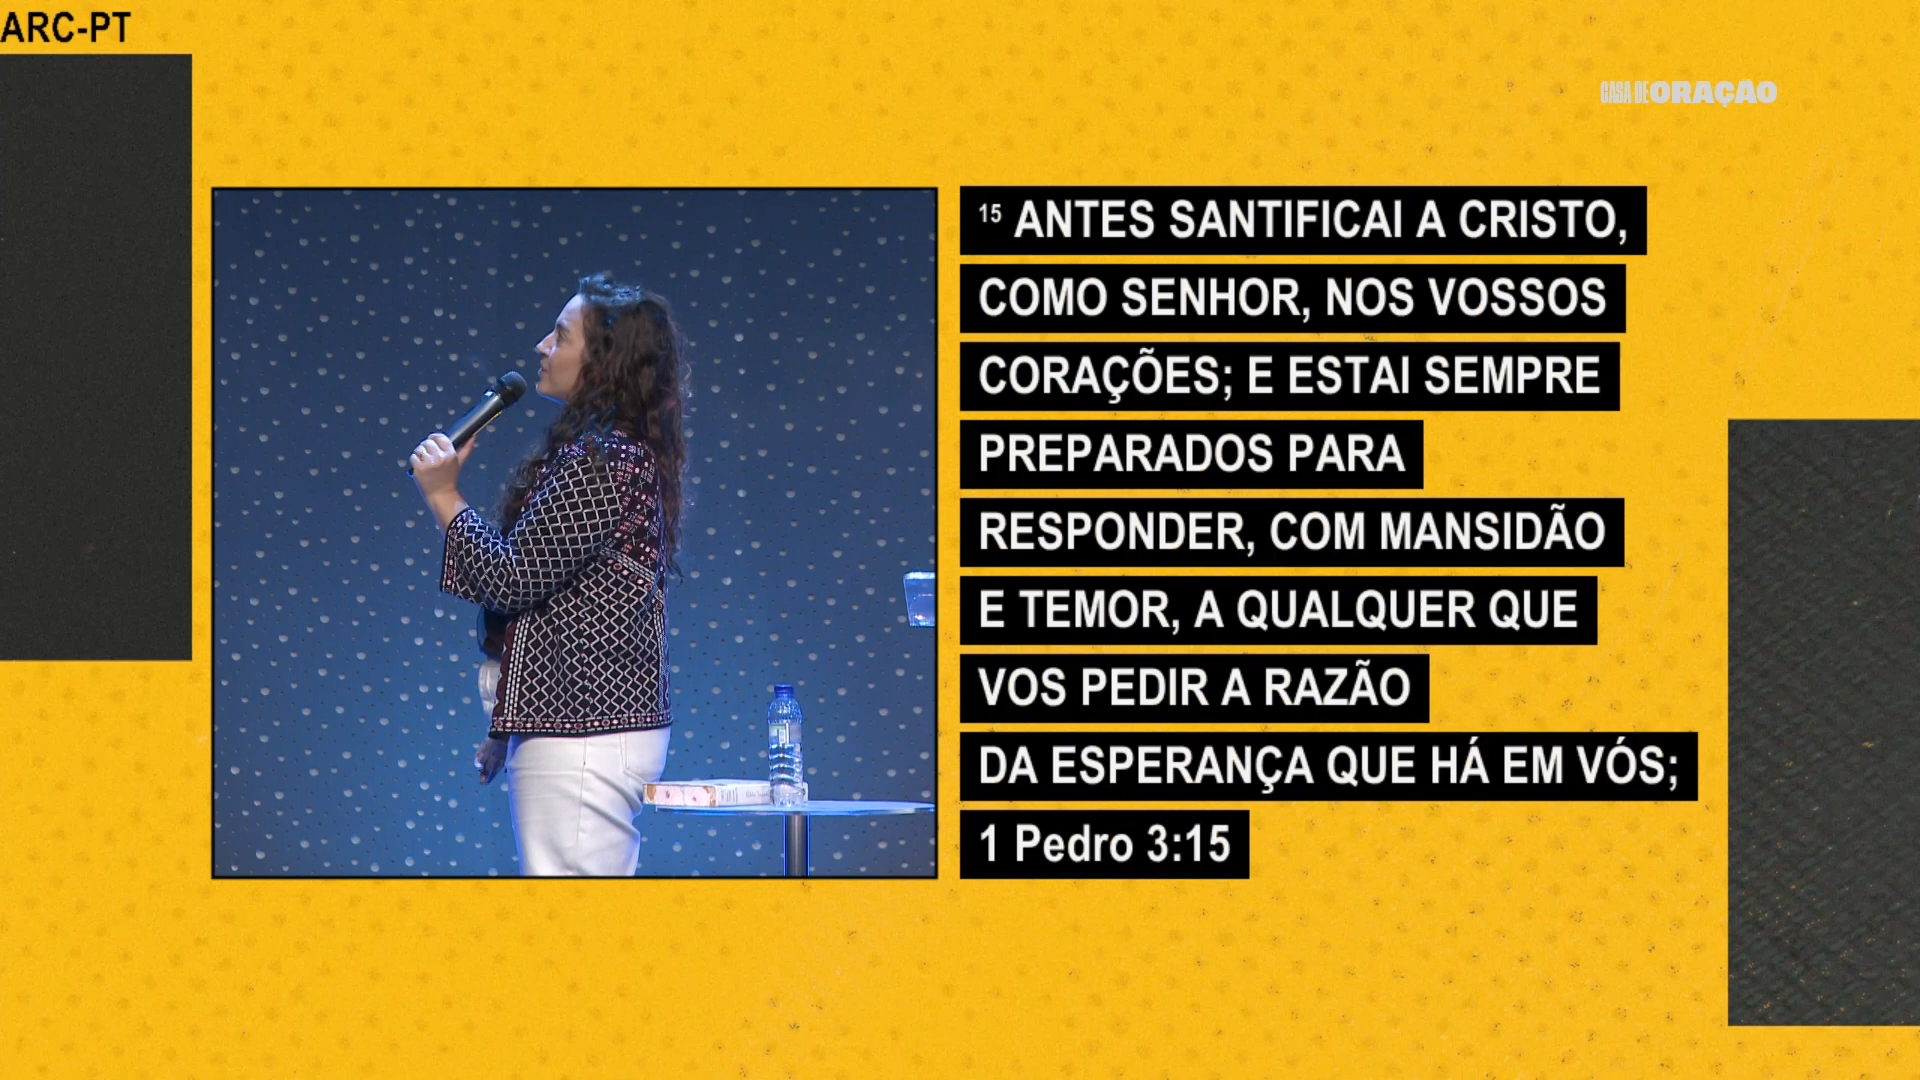 ARC-PT
CASA DE ORAÇÃO
15 ANTES SANTIFICAI A CRISTO,
COMO SENHOR, NOS VOSSOS
CORAÇÕES; E ESTAI SEMPRE
PREPARADOS PARA
RESPONDER, COM MANSIDÃO
E TEMOR, A QUALQUER QUE
VOS PEDIR A RAZÃO
DA ESPERANÇA QUE HÁ EM VÓS;
1 Pedro 3:15